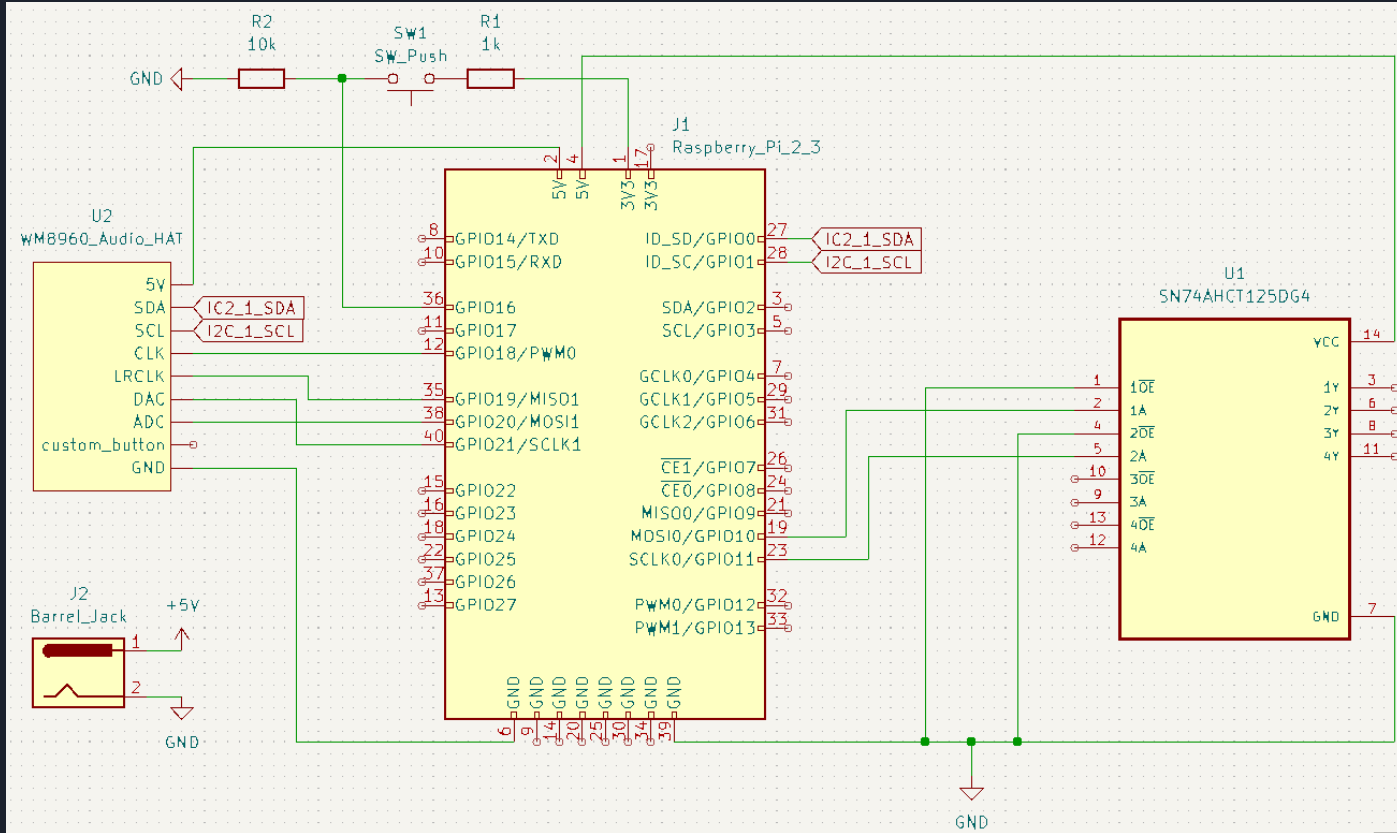 R2
10k
SW1
SW_Push
R1
1k
GND
J1
Raspberry_Pi_2_3
2
4
1
17
5V
5V
3V3
3V3
U2
WM8960_Audio_HAT
5V
SDA
IC2_1_SDA
SCL
I2C_1_SCL
CLK
LRCLK
DAC
ADC
custom_button
GND
8
GPIO14/TXD
10
GPIO15/RXD
36
GPIO16
11
GPIO17
12
GPIO18/PWM0
35
GPIO19/MISO1
38
GPIO20/MOSI1
40
GPIO21/SCLK1
15
GPIO22
16
GPIO23
18
GPIO24
22
GPIO25
37
GPIO26
13
GPIO27
ID_SD/GPIO0
27
IC2_1_SDA
ID_SC/GPIO1
28
I2C_1_SCL
SDA/GPIO2
3
SCL/GPIO3
5
GCLK0/GPIO4
7
GCLK1/GPIO5
29
GCLK2/GPIO6
31
CE1/GPIO7
26
CE0/GPIO8
24
MISO0/GPIO9
21
MOSI0/GPIO10
19
SCLK0/GPIO11
23
PWM0/GPIO12
32
PWM1/GPIO13
33
GND
GND
GND
GND
GND
GND
GND
GND
6
9
14
20
25
30
34
39
U1
SN74AHCT125DG4
VCC
14
1
1OE
2
1A
4
2OE
5
2A
10
3OE
9
3A
13
4OE
12
4A
1Y
3
2Y
6
3Y
8
4Y
11
GND
7
J2
Barrel_Jack
+5V
1
2
GND
GND